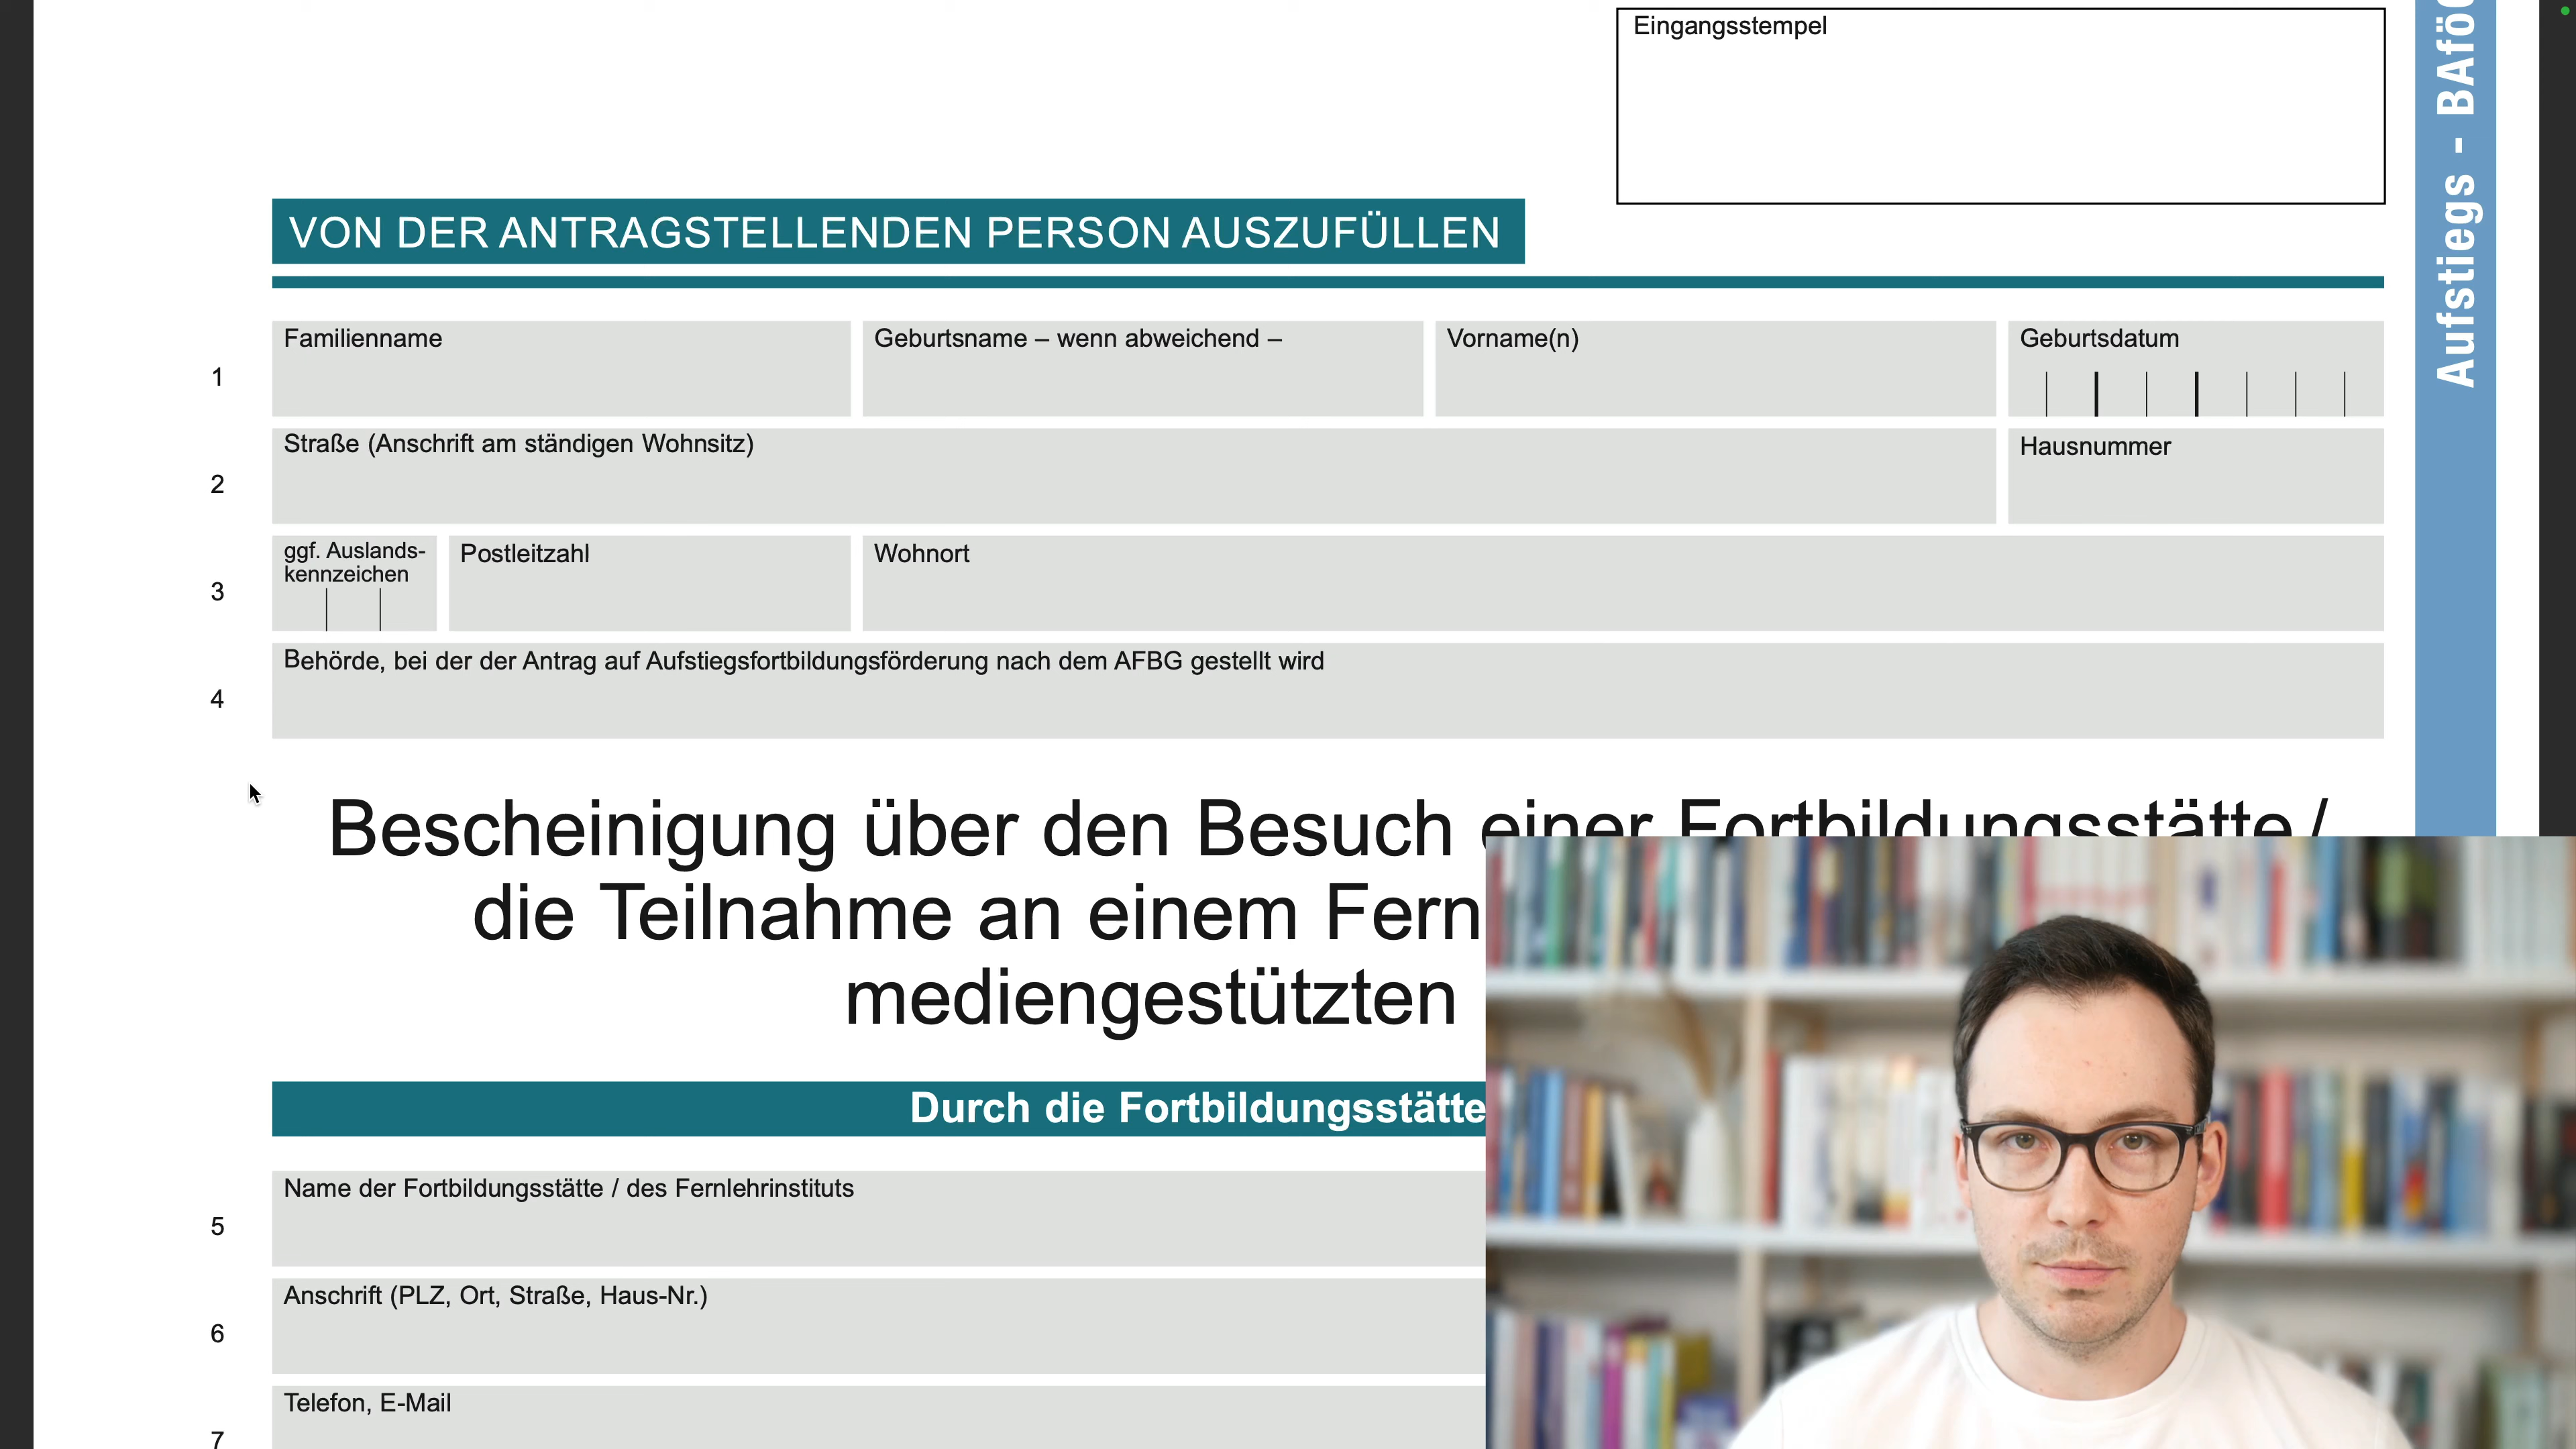 Eingangsstempel
Aufstiegs - BAfö
VON DER ANTRAGSTELLENDEN PERSON AUSZUFÜLLEN
1
Familienname
Geburtsname – wenn abweichend –
Vorname(n)
Geburtsdatum
2
Straße (Anschrift am ständigen Wohnsitz)
Hausnummer
3
ggf. Auslands-
kennzeichen
Postleitzahl
Wohnort
4
Behörde, bei der der Antrag auf Aufstiegsfortbildungsförderung nach dem AFBG gestellt wird
Bescheinigung über den Besuch einer Fortbildungsstätte /
die Teilnahme an einem Fern
mediengestützten
Durch die Fortbildungsstätte
5
Name der Fortbildungsstätte / des Fernlehrinstituts
6
Anschrift (PLZ, Ort, Straße, Haus-Nr.)
7
Telefon, E-Mail